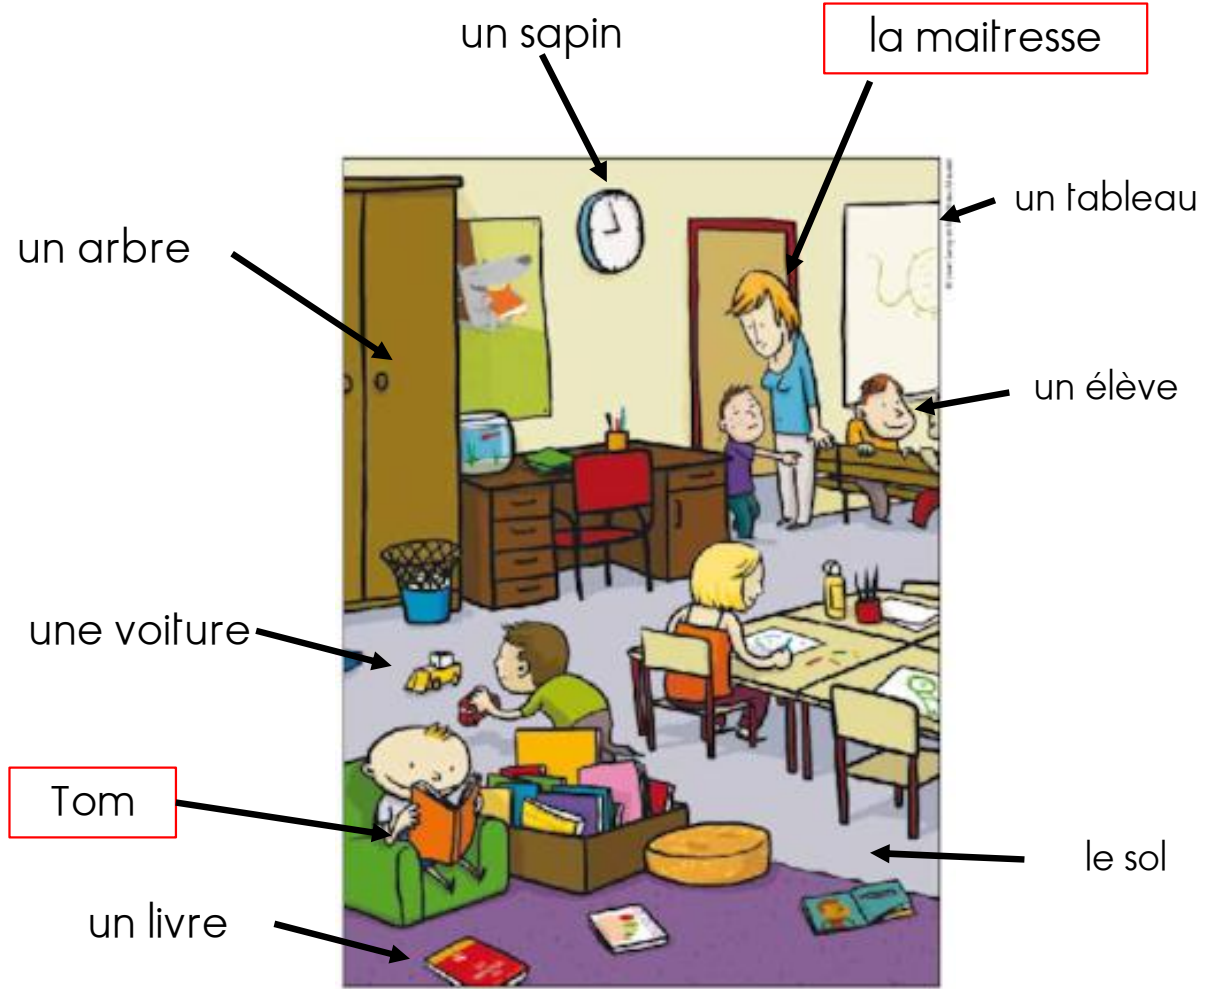 un sapin
la maitresse
un tableau
un arbre
un élève
une voiture
Tom
le sol
un livre